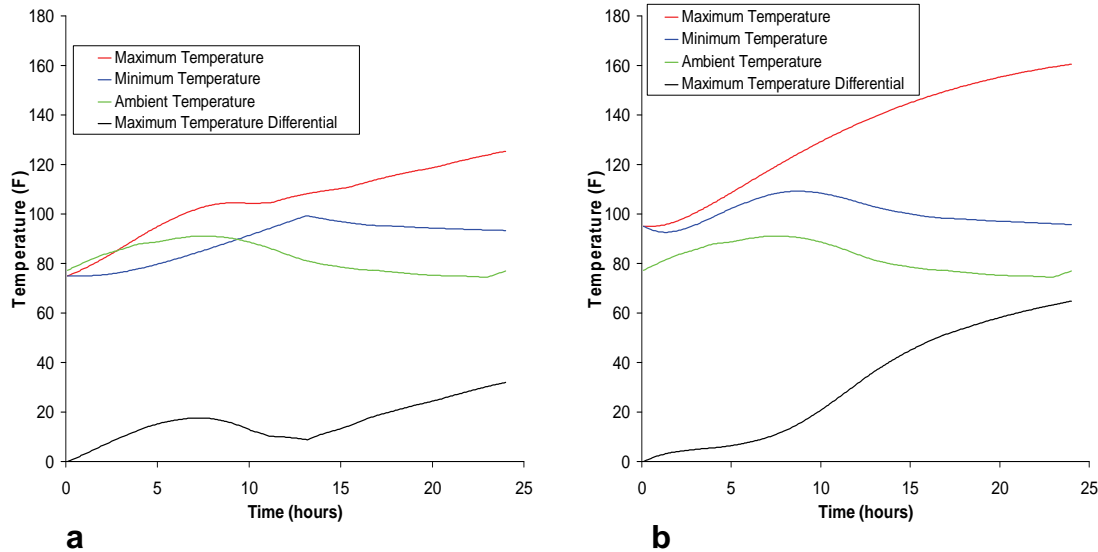 180
160
140
120
100
80
60
40
20
0
Temperature (F)
Maximum Temperature
Minimum Temperature
Ambient Temperature
Maximum Temperature Differential
0
5
10
15
20
25
Time (hours)
a
180
160
140
120
100
80
60
40
20
0
Temperature (F)
Maximum Temperature
Minimum Temperature
Ambient Temperature
Maximum Temperature Differential
0
5
10
15
20
25
Time (hours)
b